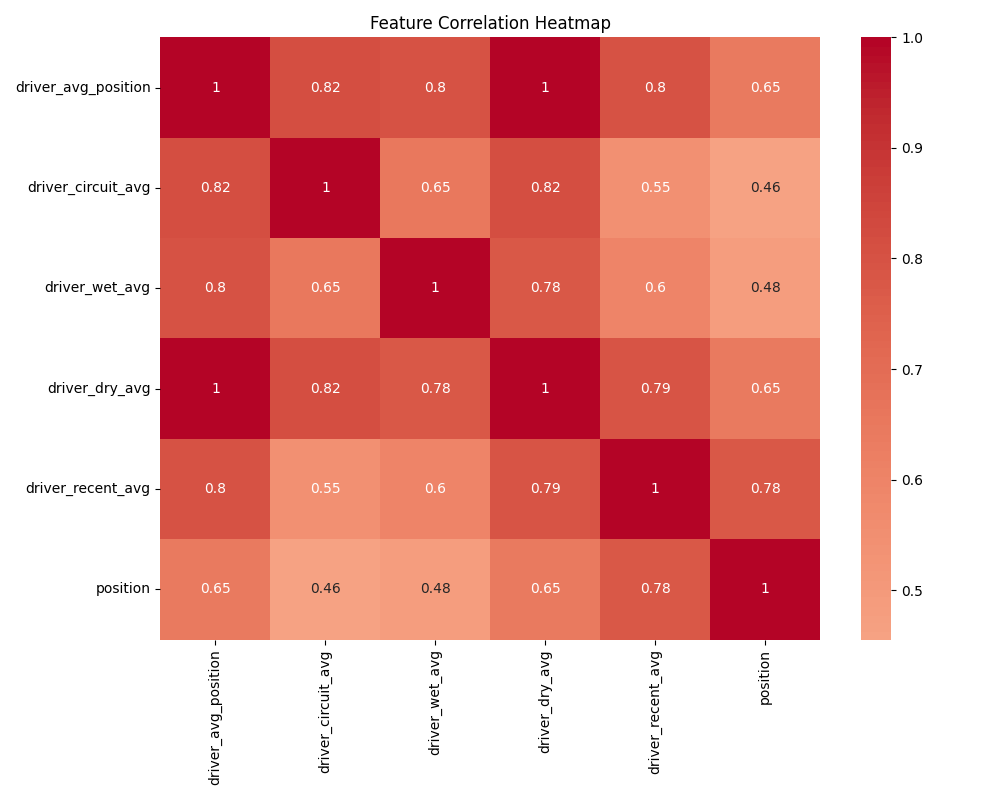 Feature Correlation Heatmap
driver_avg_position 1 0.82 0.8 1 0.8 0.65
driver_circuit_avg 0.82 1 0.65 0.82 0.55 0.46
driver_wet_avg 0.8 0.65 1 0.78 0.6 0.48
driver_dry_avg 1 0.82 0.78 1 0.79 0.65
driver_recent_avg 0.8 0.55 0.6 0.79 1 0.78
position 0.65 0.46 0.48 0.65 0.78 1
driver_avg_position
driver_circuit_avg
driver_wet_avg
driver_dry_avg
driver_recent_avg
position
1.0
0.9
0.8
0.7
0.6
0.5